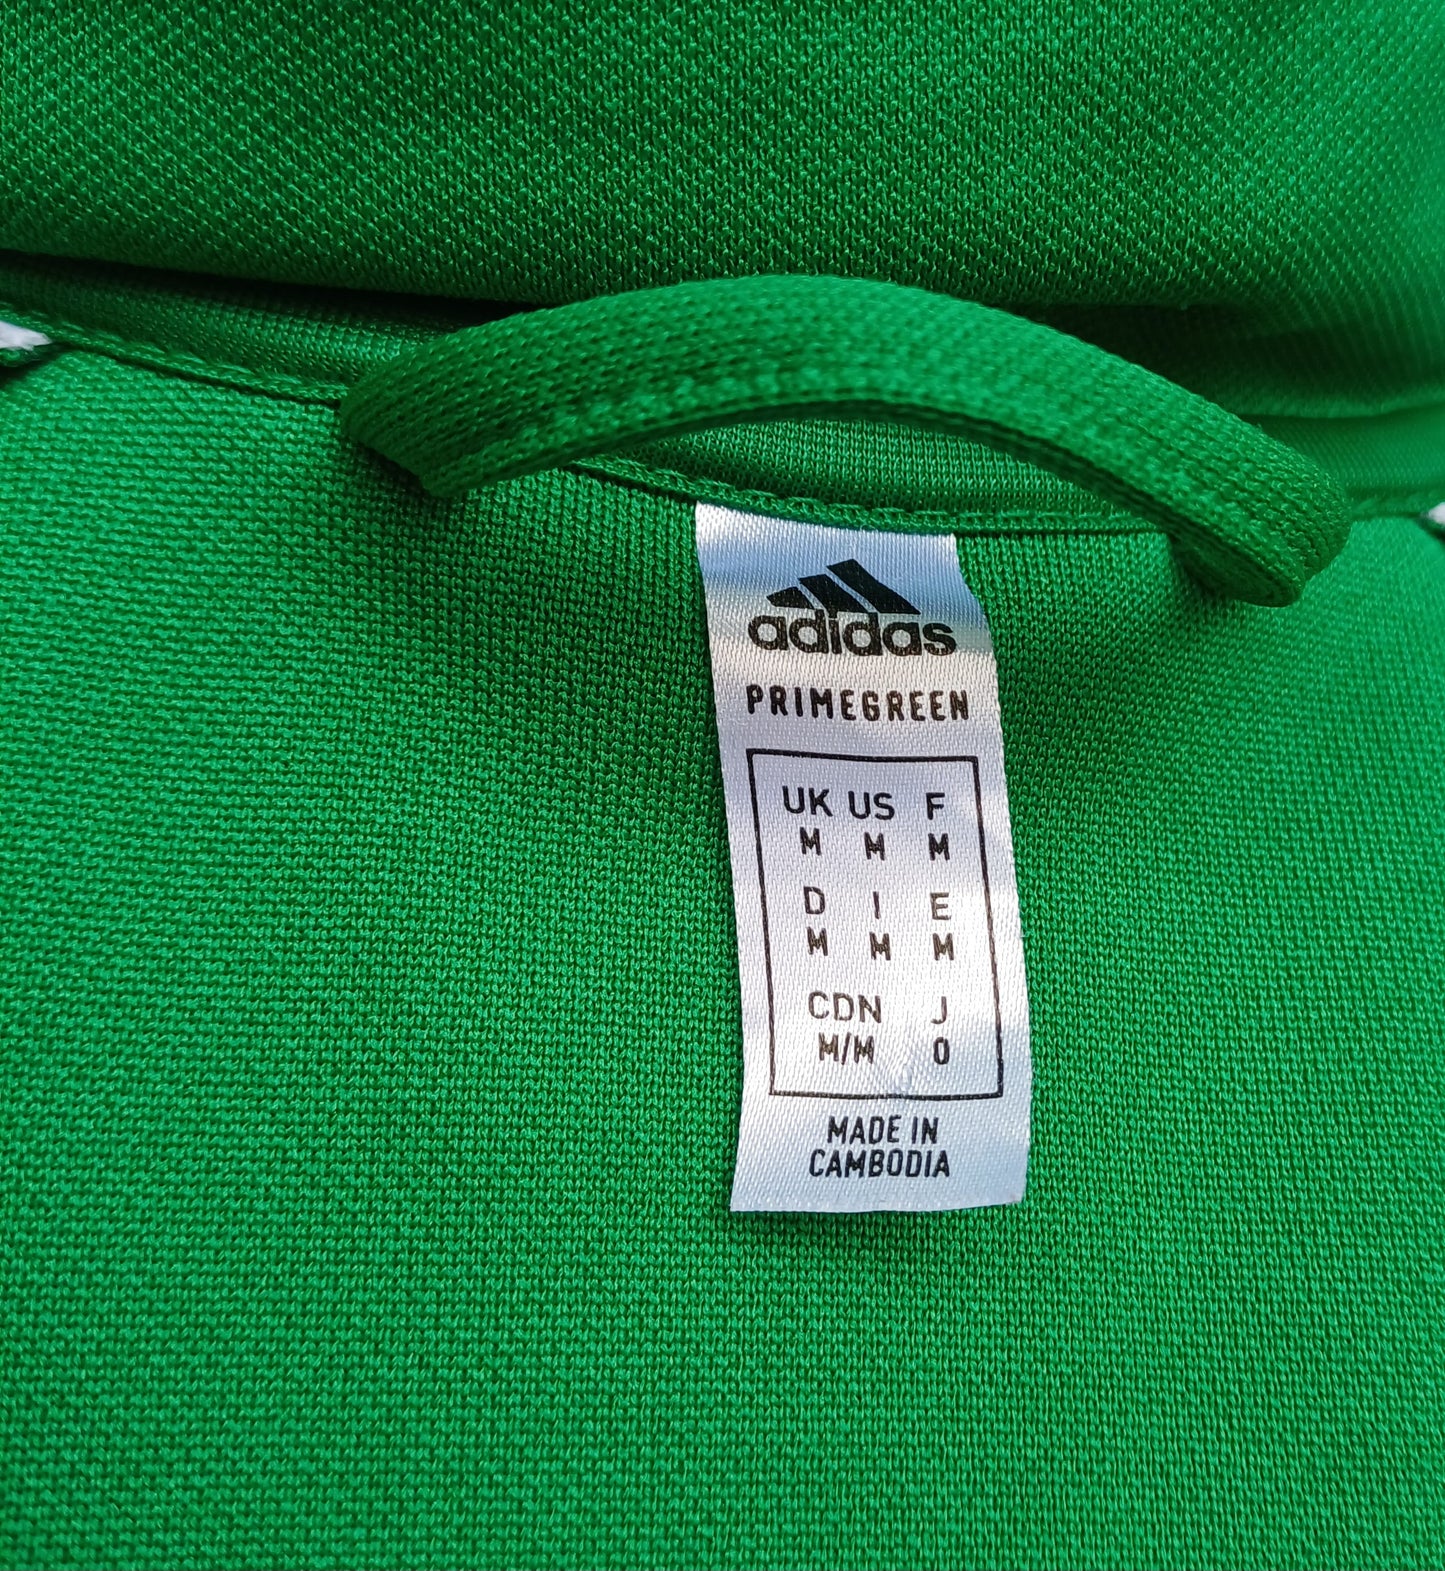 adidas
PRIMEGREEN
UK US F
M M M
D I E
M M M
CDN J
M/M O
MADE IN
CAMBODIA